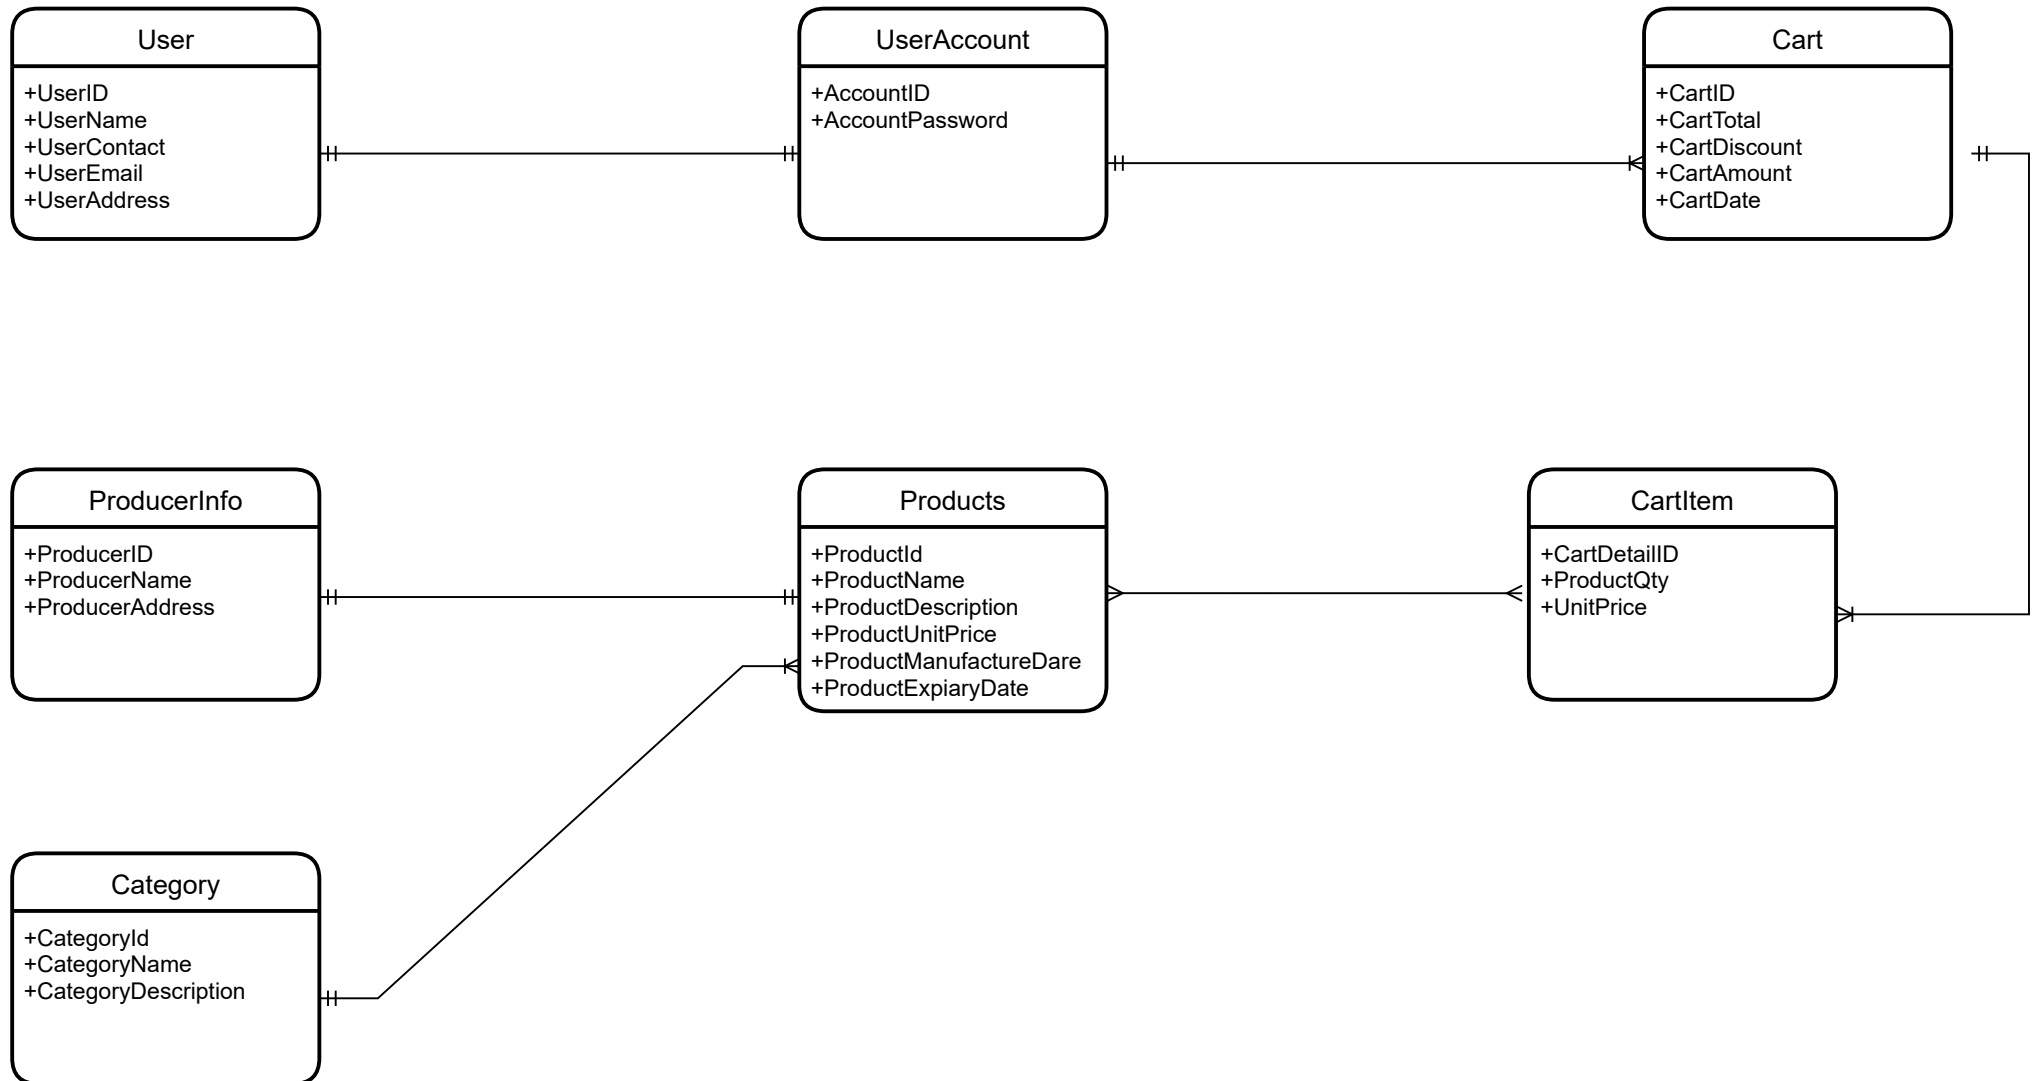 User
+UserID
+UserName
+UserContact
+UserEmail
+UserAddress
UserAccount
+AccountID
+AccountPassword
Cart
+CartID
+CartTotal
+CartDiscount
+CartAmount
+CartDate
ProducerInfo
+ProducerID
+ProducerName
+ProducerAddress
Products
+ProductId
+ProductName
+ProductDescription
+ProductUnitPrice
+ProductManufactureDare
+ProductExpiaryDate
CartItem
+CartDetailID
+ProductQty
+UnitPrice
Category
+CategoryId
+CategoryName
+CategoryDescription